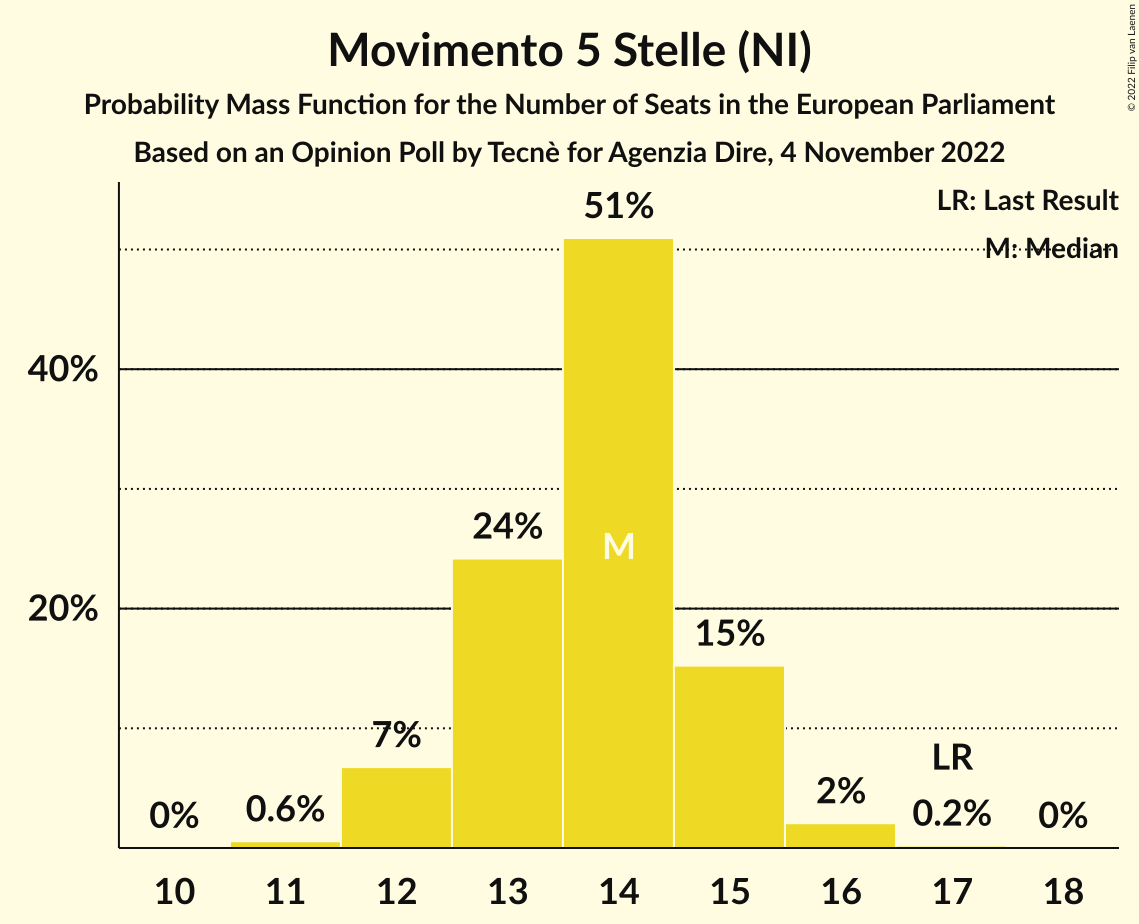 Movimento 5 Stelle (NI)
Probability Mass Function for the Number of Seats in the European Parliament
Based on an Opinion Poll by Tecnè for Agenzia Dire, 4 November 2022
© 2022 Filip van Laenen
LR: Last Result
M: Median
51%
40%
24%
M
20%
15%
7%
LR
0%
0.6%
2%
0.2%
0%
10 11 12 13 14 15 16 17 18